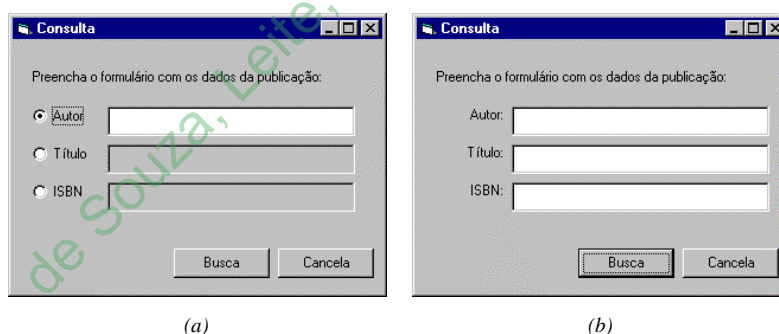 Consulta
Preencha o formulário com os dados da publicação:
Autor
Título
ISBN
Busca Cancela
(a)
Consulta
Preencha o formulário com os dados da publicação:
Autor:
Título:
ISBN:
Busca Cancela
(b)
de Souza, Leite,